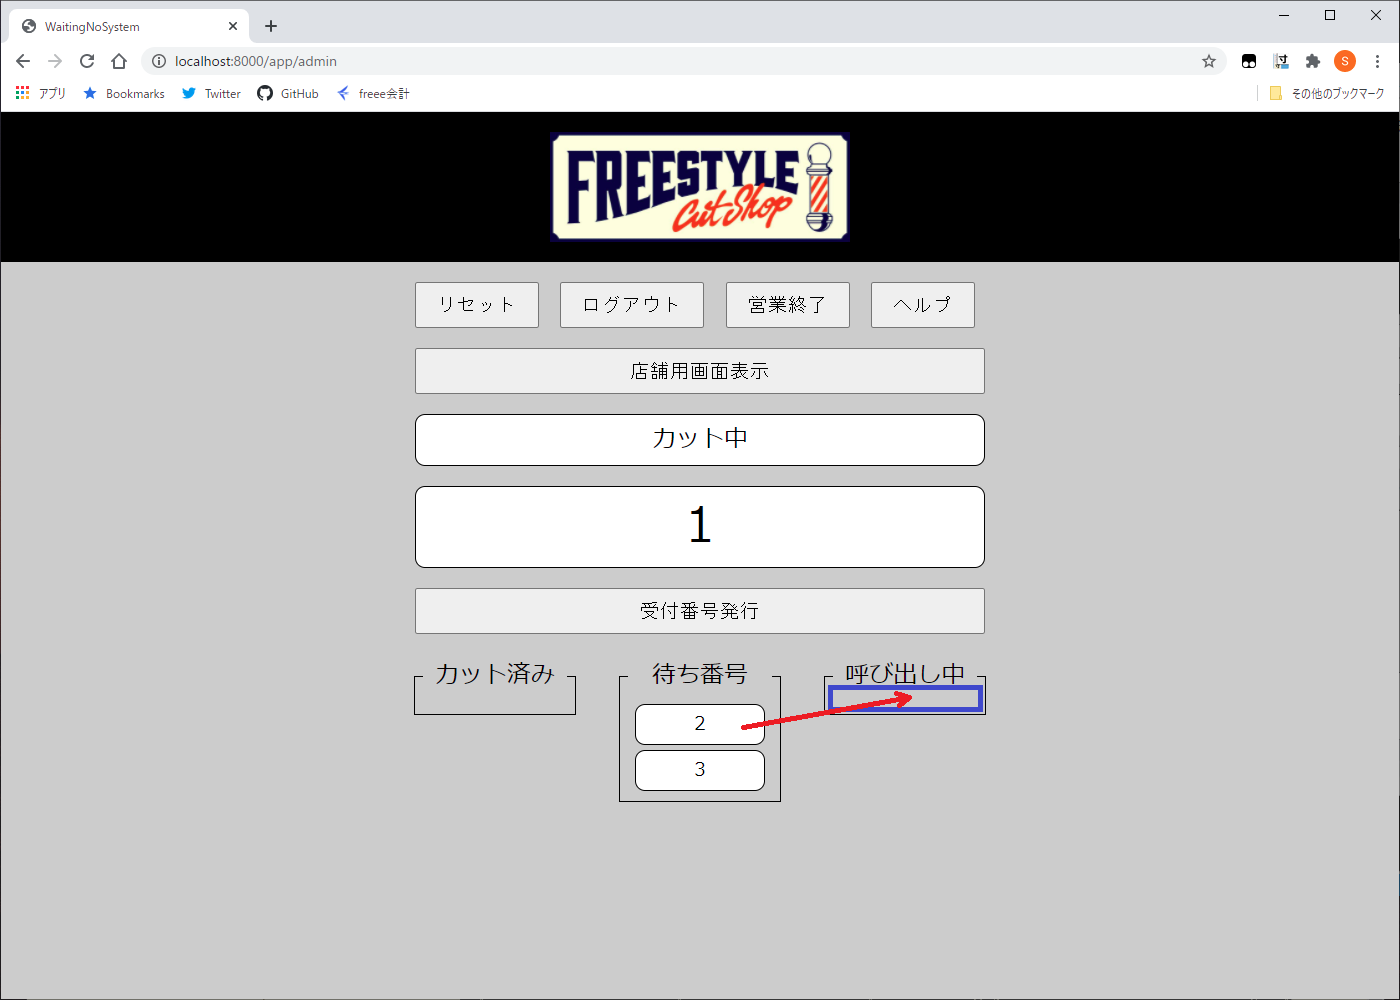 WaitingNoSystem
localhost:8000/app/admin
S
アプリ Bookmarks Twitter GitHub freee会計 その他のブックマーク
FREESTYLE
Cut Shop
リセット ログアウト 営業終了 ヘルプ
店舗用画面表示
カット中
1
受付番号発行
カット済み 待ち番号 呼び出し中
2
3